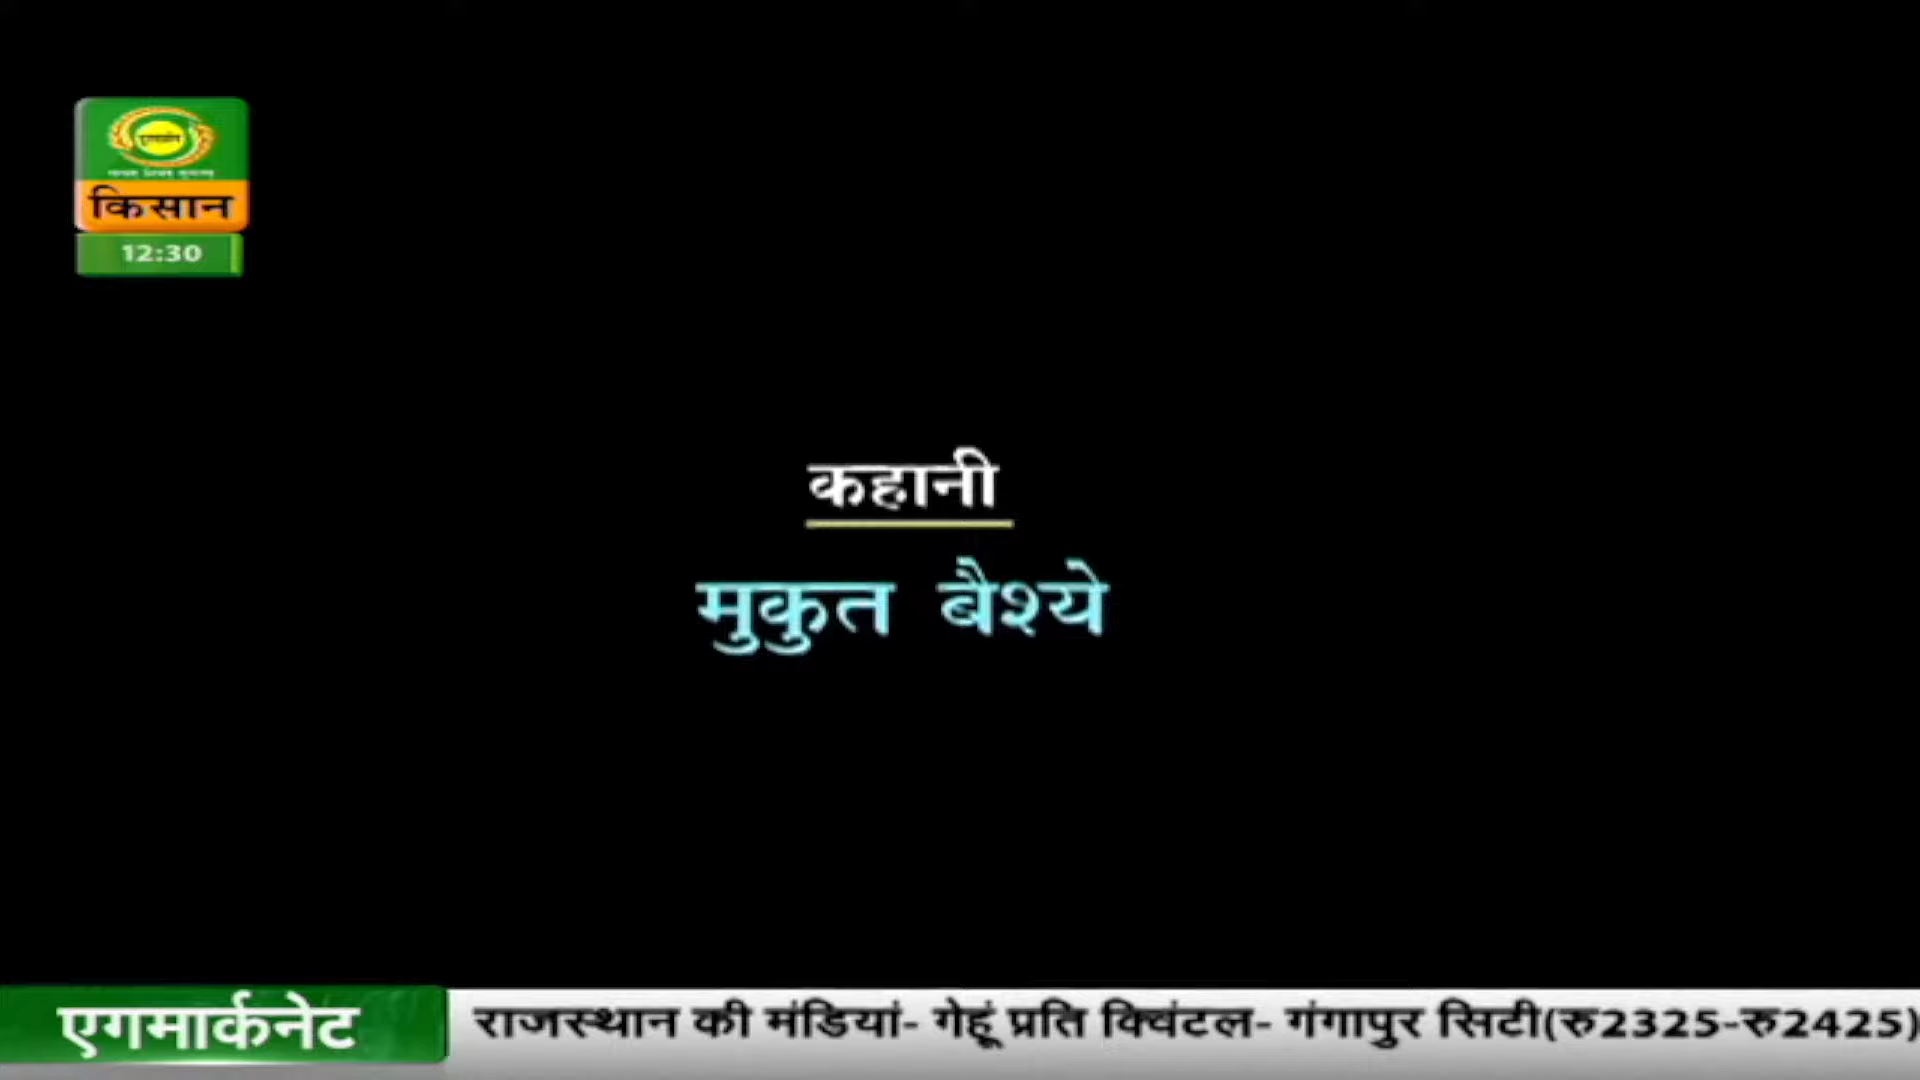 किसान
12:30
कहानी
मुकुत बैश्ये
एगमार्कनेट
राजस्थान की मंडियां- गेहूं प्रति क्विंटल- गंगापुर सिटी(रु2325-रु2425)